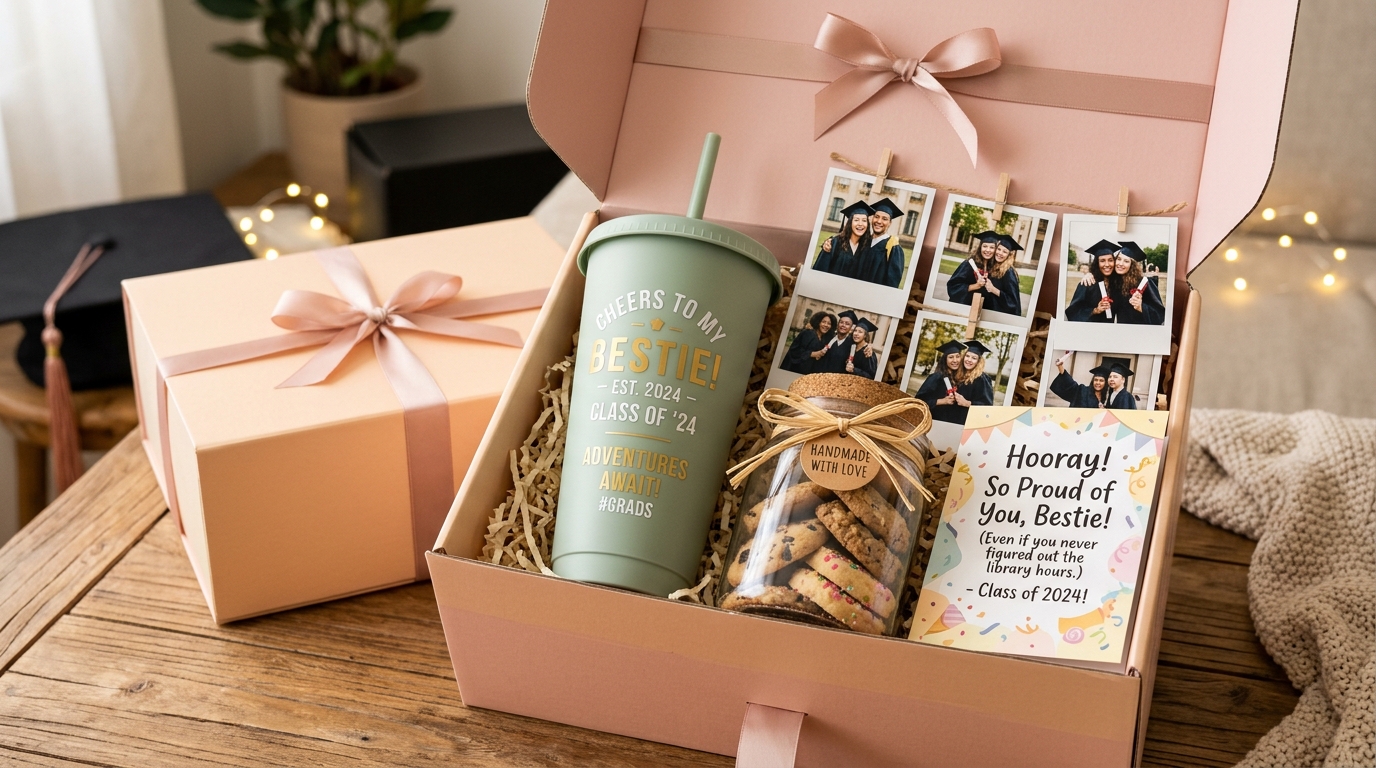 CHEERS TO MY
BESTIE!
– EST. 2024 –
CLASS OF '24
ADVENTURES
AWAIT!
#GRADS
HANDMADE
WITH LOVE
Hooray!
So Proud of
You, Bestie!
(Even if you never
figured out the
library hours.)
- Class of 2024!